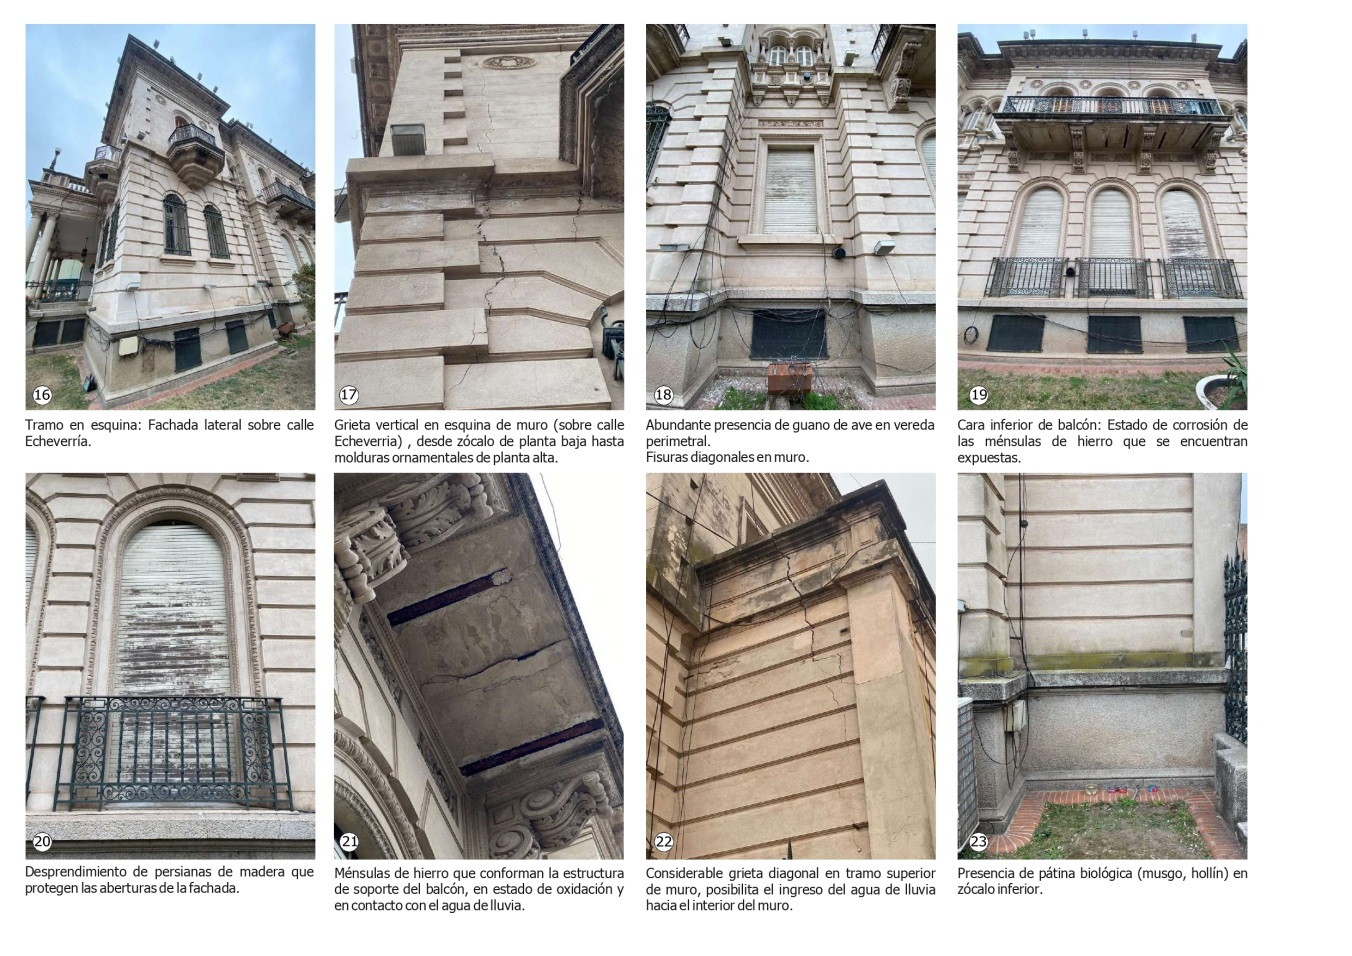 16
17
18
19
Tramo en esquina: Fachada lateral sobre calle
Echeverría.
Grieta vertical en esquina de muro (sobre calle
Echeverria) , desde zócalo de planta baja hasta
molduras ornamentales de planta alta.
Abundante presencia de guano de ave en vereda
perimetral.
Fisuras diagonales en muro.
Cara inferior de balcón: Estado de corrosión de
las ménsulas de hierro que se encuentran
expuestas.
20
21
22
23
Desprendimiento de persianas de madera que
protegen las aberturas de la fachada.
Ménsulas de hierro que conforman la estructura
de soporte del balcón, en estado de oxidación y
en contacto con el agua de lluvia.
Considerable grieta diagonal en tramo superior
de muro, posibilita el ingreso del agua de lluvia
hacia el interior del muro.
Presencia de pátina biológica (musgo, hollín) en
zócalo inferior.